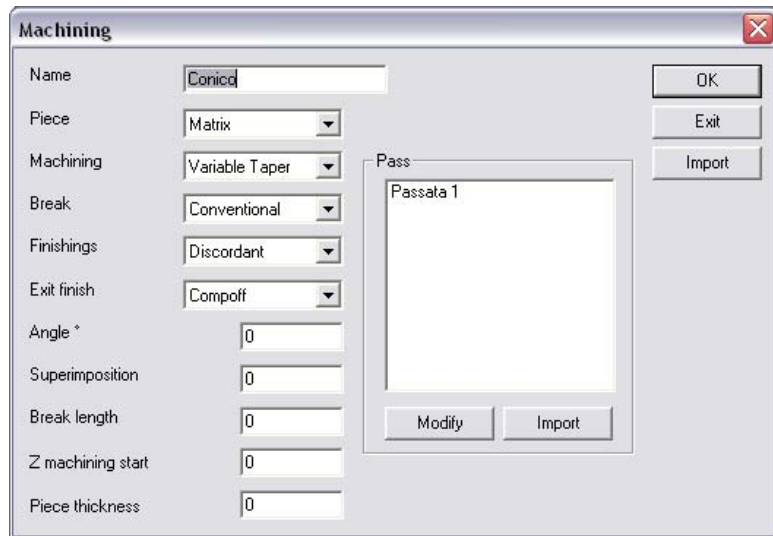 Machining
Name Conico OK
Piece Matrix Exit
Machining Variable Taper Pass Import
Break Conventional Passata 1
Finishings Discordant
Exit finish Compoff
Angle ° 0
Superimposition 0
Break length 0 Modify Import
Z machining start 0
Piece thickness 0